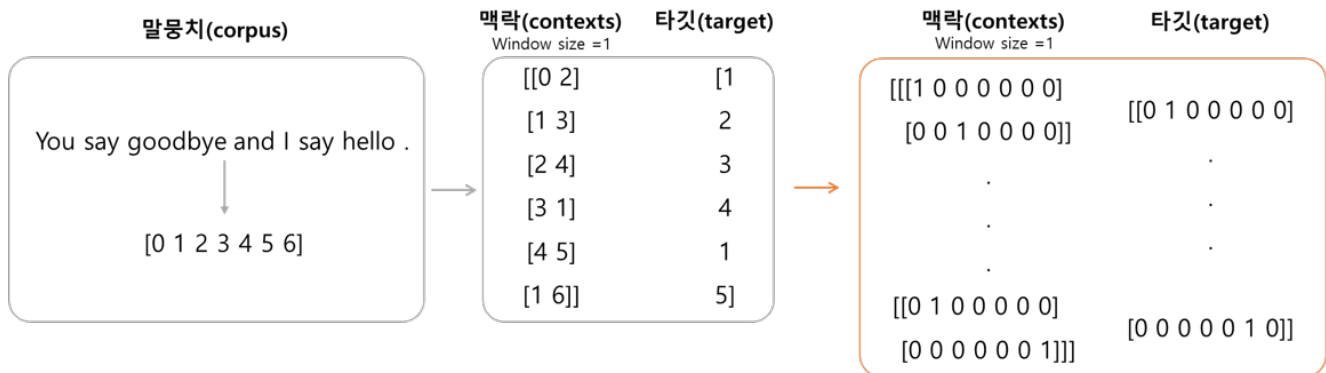 말뭉치(corpus)
You say goodbye and I say hello .
[0 1 2 3 4 5 6]
맥락(contexts) 타깃(target)
Window size =1
[[0 2] [1
[1 3] 2
[2 4] 3
[3 1] 4
[4 5] 1
[1 6]] 5]
맥락(contexts) 타깃(target)
Window size =1
[[[1 0 0 0 0 0 0]
[0 0 1 0 0 0 0]]
[[0 1 0 0 0 0 0]
. .
. .
. .
[[0 1 0 0 0 0 0]
[0 0 0 0 0 0 1]]]
[0 0 0 0 0 1 0]]